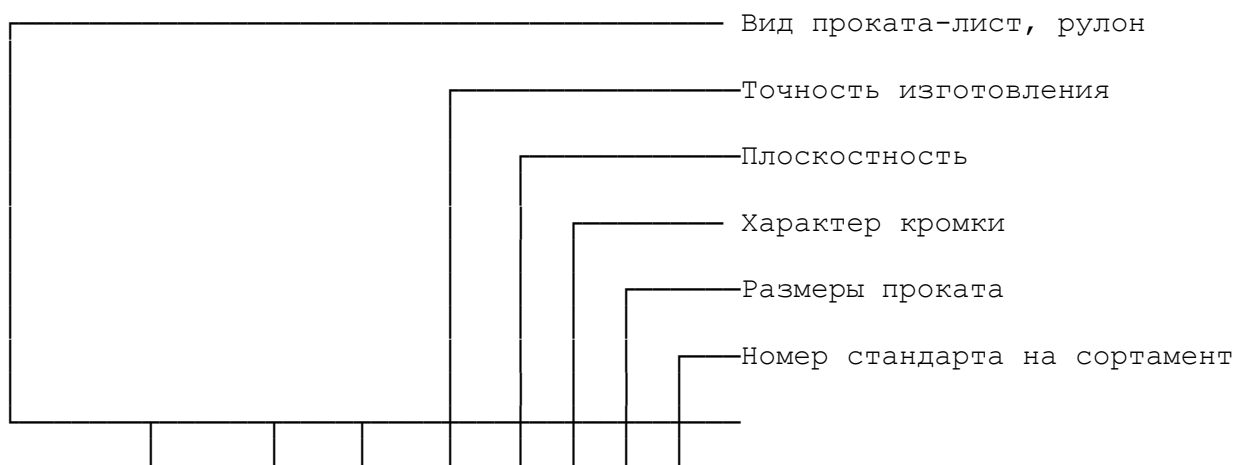 Вид проката-лист, рулон
Точность изготовления
Плоскостность
Характер кромки
Размеры проката
Номер стандарта на сортамент